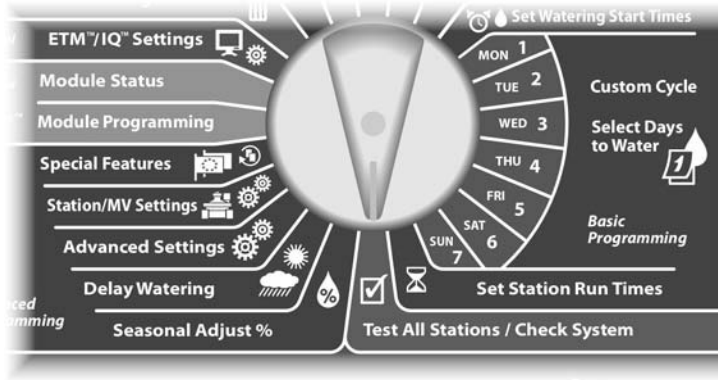 Set Watering Start Times
ETM™/IQ™ Settings
Module Status
Module Programming
Special Features
Station/MV Settings
Advanced Settings
Delay Watering
Seasonal Adjust %
%
MON 1
TUE 2
WED 3
THU 4
FRI 5
SAT 6
SUN 7
Custom Cycle
Select Days
to Water
1
Basic
Programming
Set Station Run Times
Test All Stations / Check System